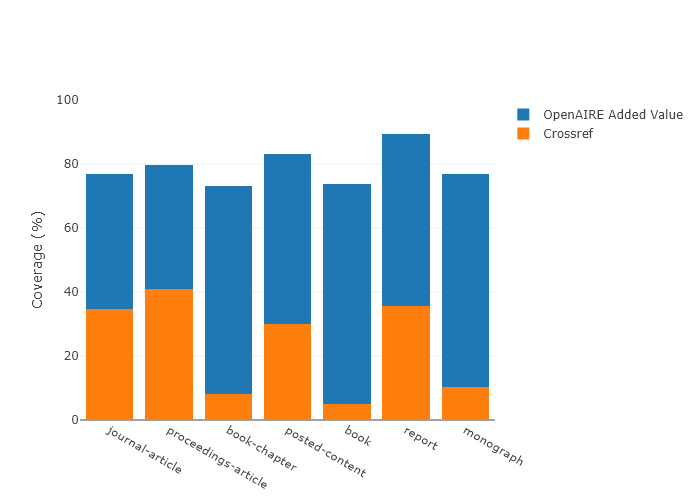 100
80
60
40
20
0
Coverage (%)
journal-article
proceedings-article
book-chapter
posted-content
book
report
monograph
OpenAIRE Added Value
Crossref